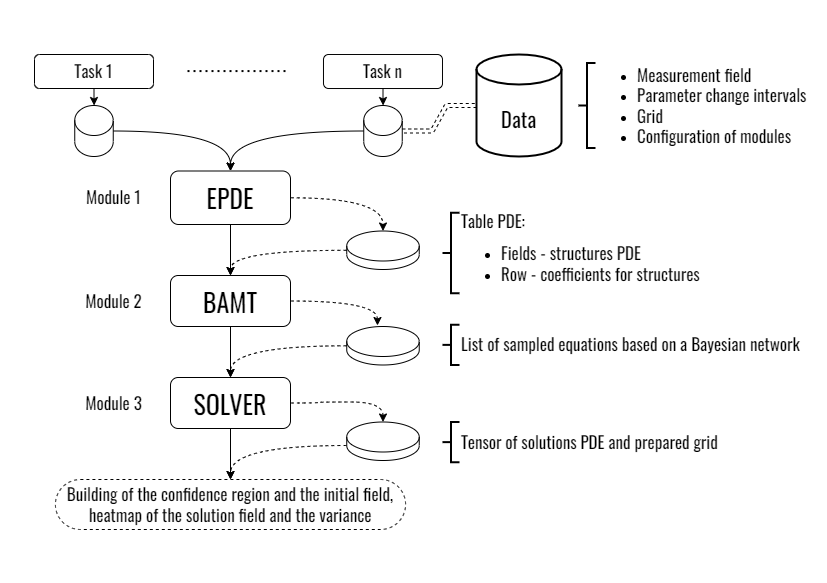 Task 1
Task n
Data
• Measurement field
• Parameter change intervals
• Grid
• Configuration of modules
Module 1
EPDE
Table PDE:
• Fields - structures PDE
• Row - coefficients for structures
Module 2
BAMT
List of sampled equations based on a Bayesian network
Module 3
SOLVER
Tensor of solutions PDE and prepared grid
Building of the confidence region and the initial field,
heatmap of the solution field and the variance